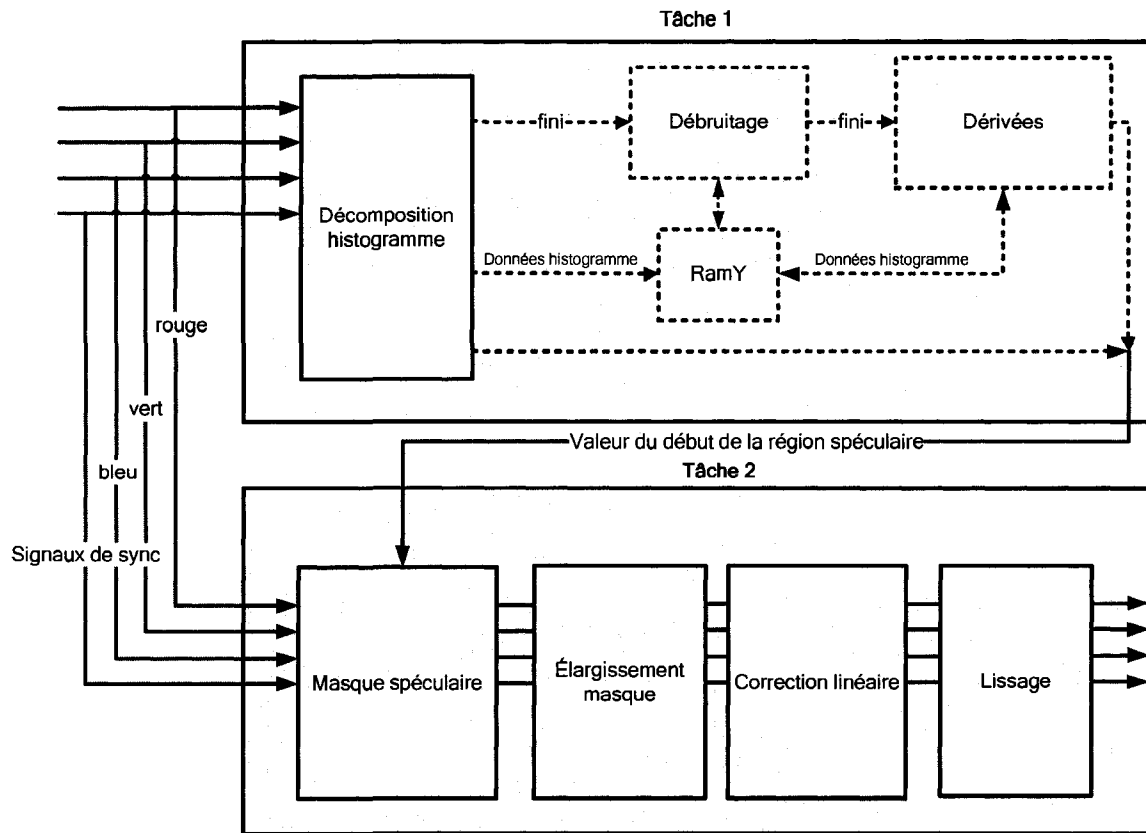 Tâche 1
fini
Débruitage
fini
Dérivées
Décomposition
histogramme
Données histogramme
RamY
Données histogramme
rouge
vert
bleu
Signaux de sync
Valeur du début de la région spéculaire
Tâche 2
Masque spéculaire
Élargissement
masque
Correction linéaire
Lissage